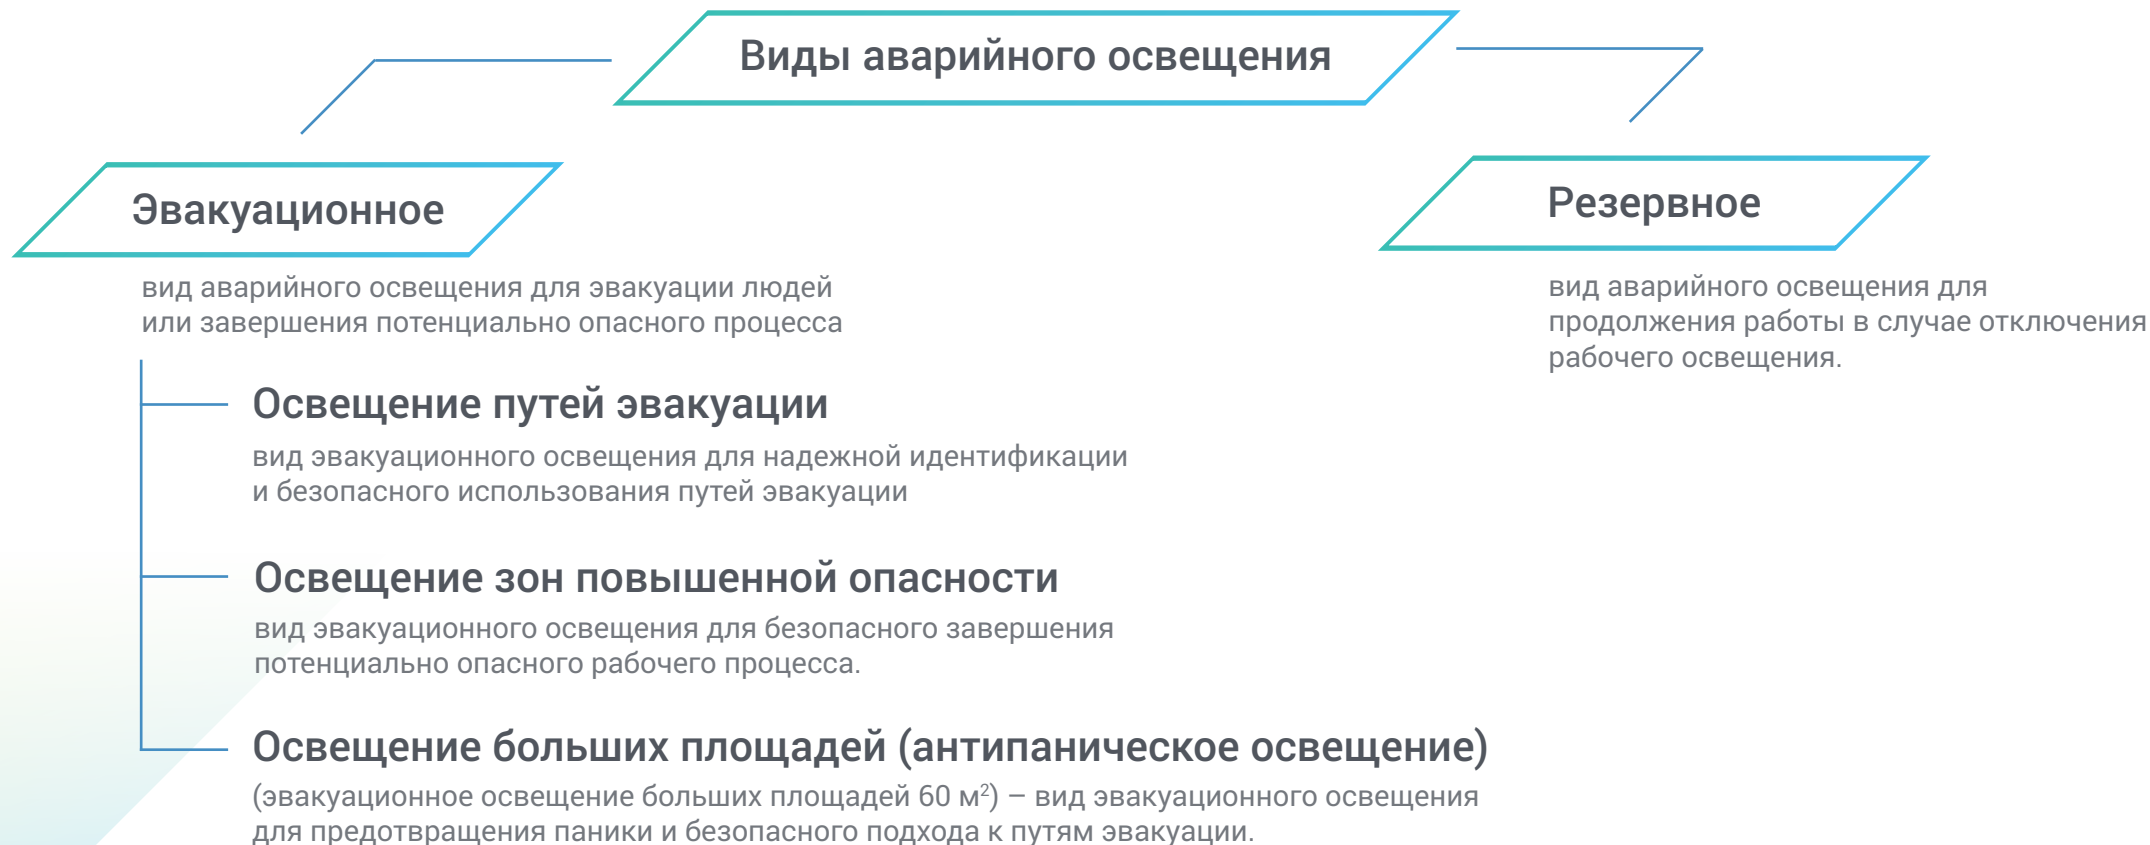 Виды аварийного освещения
Эвакуационное
вид аварийного освещения для эвакуации людей
или завершения потенциально опасного процесса
Освещение путей эвакуации
вид эвакуационного освещения для надежной идентификации
и безопасного использования путей эвакуации
Освещение зон повышенной опасности
вид эвакуационного освещения для безопасного завершения
потенциально опасного рабочего процесса.
Освещение больших площадей (антипаническое освещение)
(эвакуационное освещение больших площадей 60 м²) – вид эвакуационного освещения
для предотвращения паники и безопасного подхода к путям эвакуации.
Резервное
вид аварийного освещения для
продолжения работы в случае отключения
рабочего освещения.